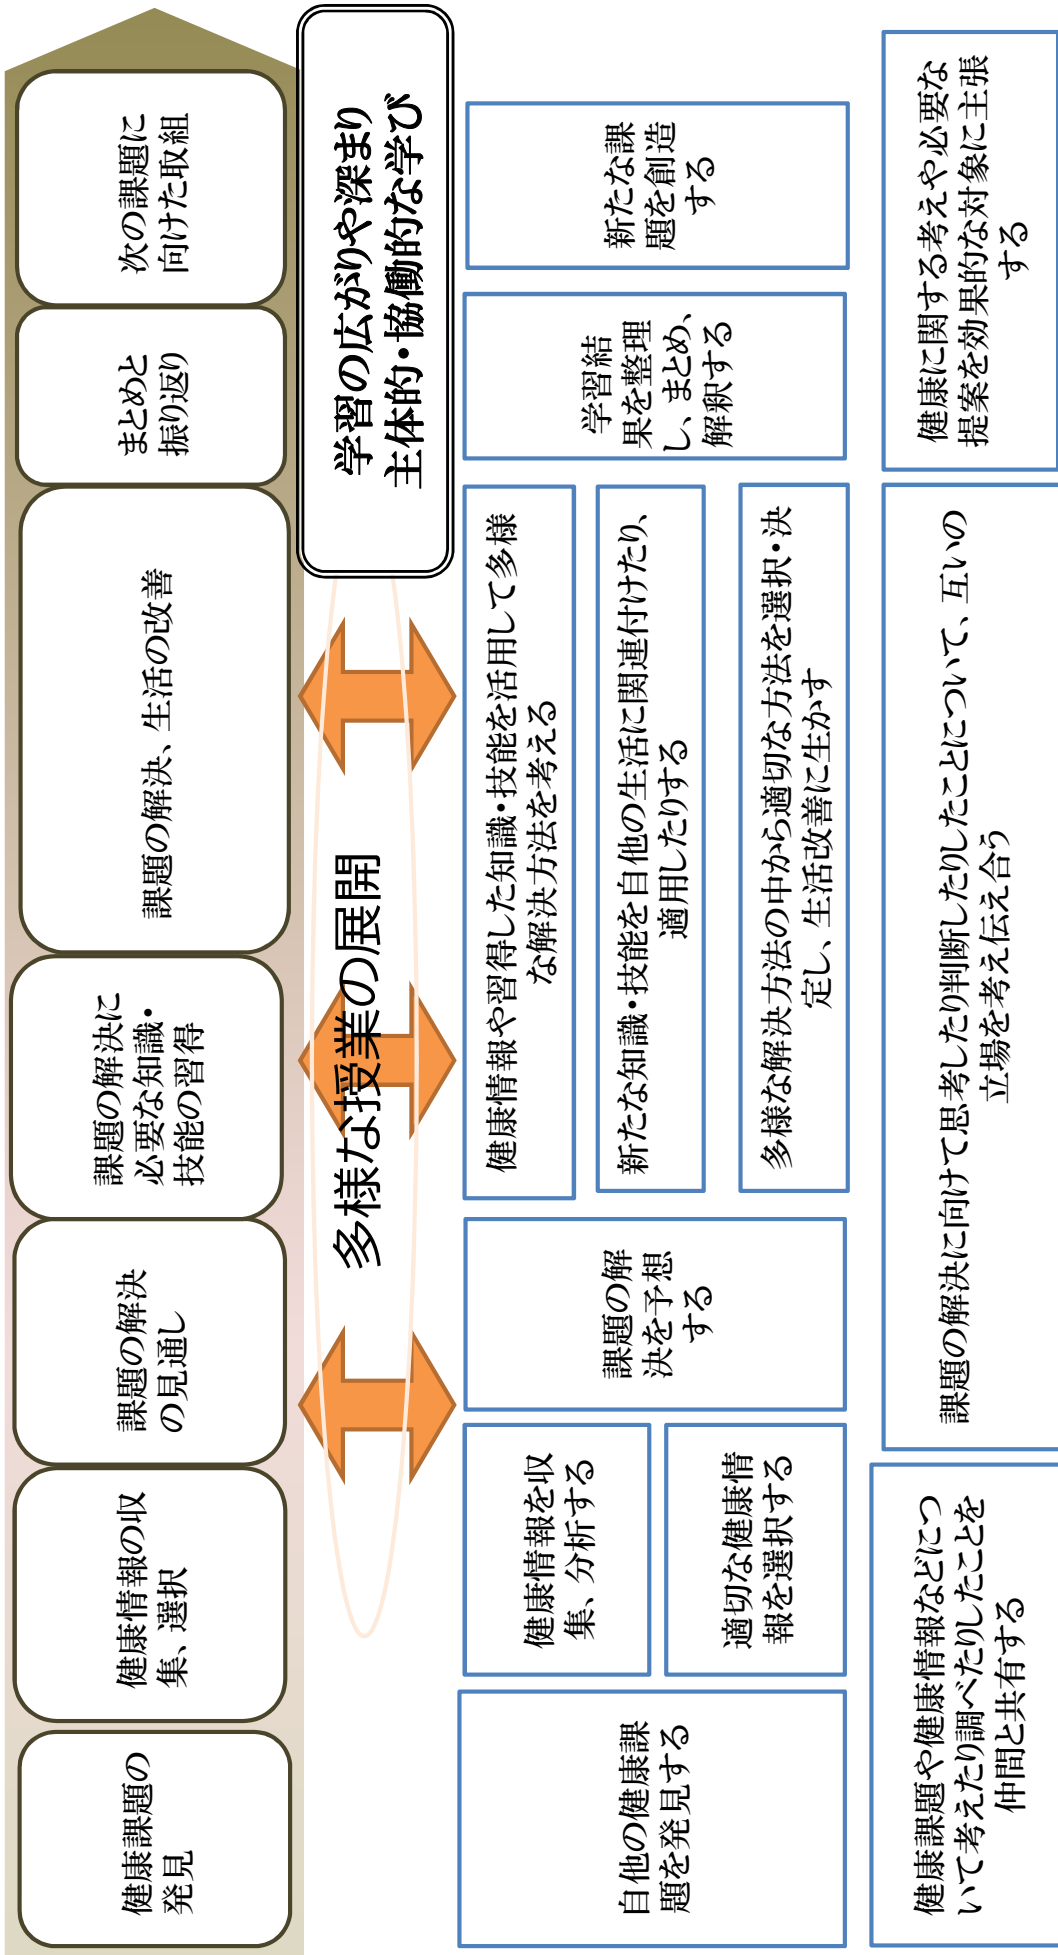 健康課題の
発見
健康情報の収
集、選択
課題の解決
の見通し
課題の解決に
必要な知識・
技能の習得
課題の解決、生活の改善
まとめと
振り返り
次の課題に
向けた取組
多様な授業の展開
学習の広がりや深まり
主体的・協働的な学び
自他の健康課
題を発見する
健康情報を収
集、分析する
適切な健康情
報を選択する
課題の解
決を予想
する
健康情報や習得した知識・技能を活用して多様
な解決方法を考える
新たな知識・技能を自他の生活に関連付けたり、
適用したりする
多様な解決方法の中から適切な方法を選択・決
定し、生活改善に生かす
学習結
果を整理
し、まとめ、
解釈する
新たな課
題を創造
する
健康課題や健康情報などにつ
いて考えたり調べたりしたことを
仲間と共有する
課題の解決に向けて思考したり判断したりしたことについて、互いの
立場を考え伝え合う
健康に関する考えや必要な
提案を効果的な対象に主張
する